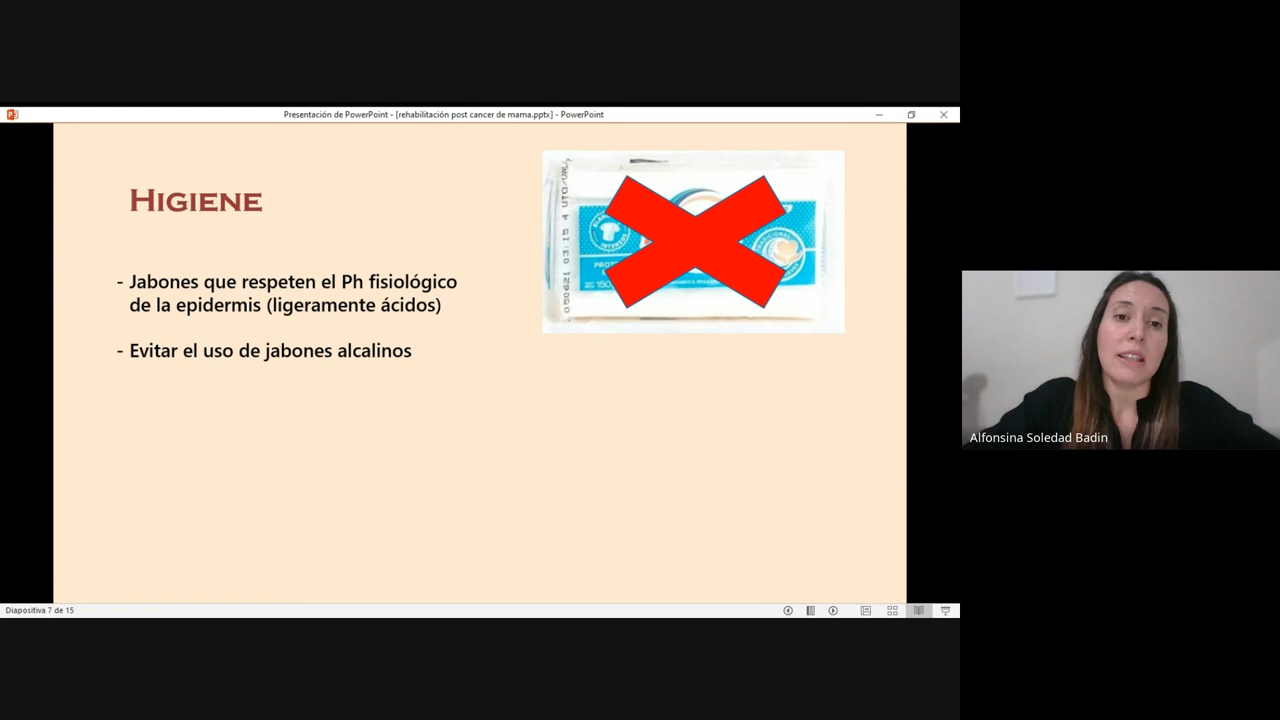 Presentación de PowerPoint - [rehabilitación post cancer de mama.pptx] - PowerPoint
Higiene
- Jabones que respeten el Ph fisiológico
de la epidermis (ligeramente ácidos)
- Evitar el uso de jabones alcalinos
Alfonsina Soledad Badin
Diapositiva 7 de 15